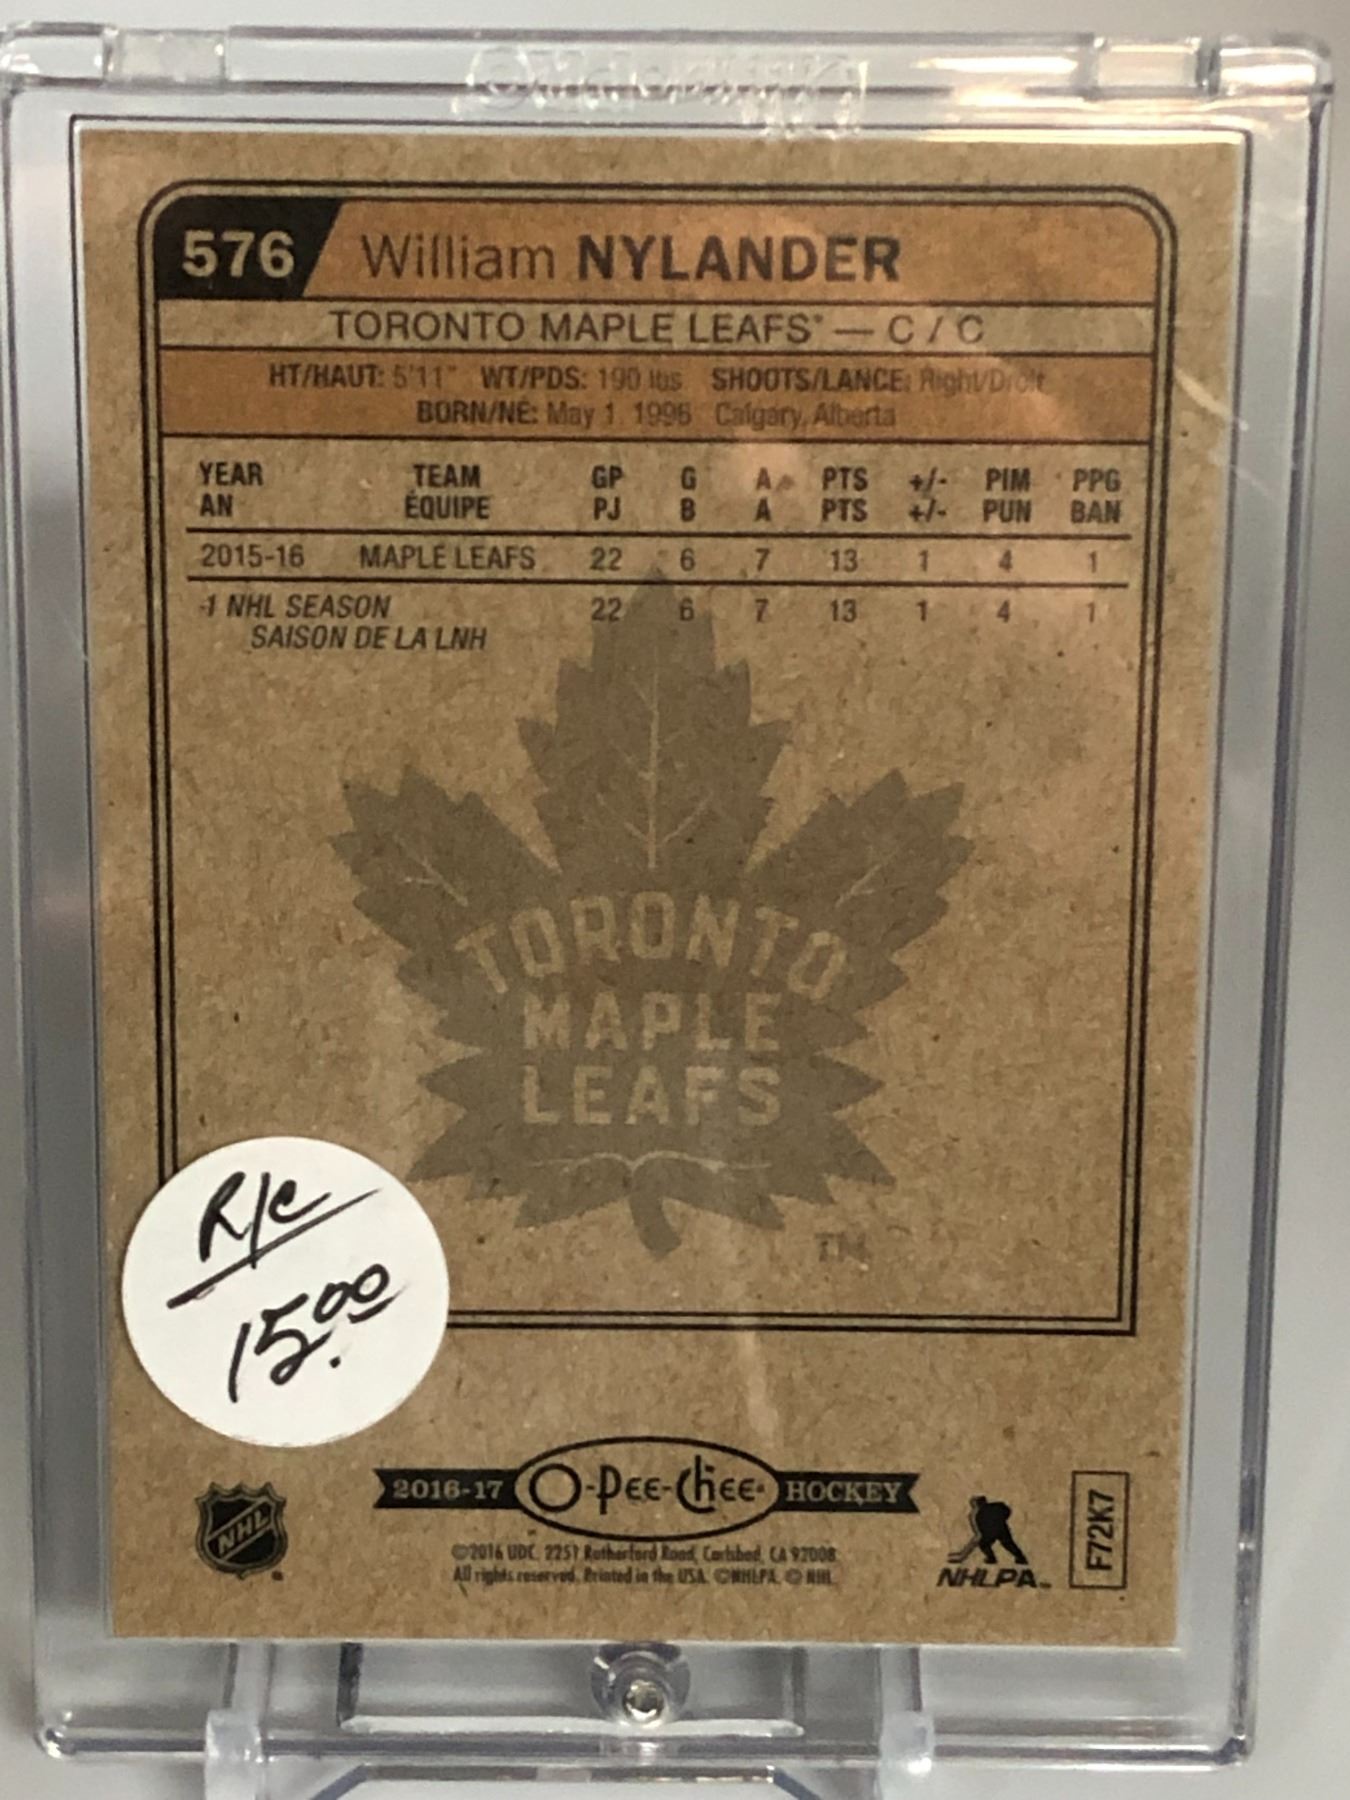 576 William NYLANDER
TORONTO MAPLE LEAFS — C / C
HT/HAUT: 5'11" WT/PDS: 190 lbs SHOOTS/LANCE: Right/Droit
BORN/NÉ: May 1, 1996 Calgary, Alberta
YEAR TEAM GP G A PTS +/- PIM PPG
AN ÉQUIPE PJ B A PTS +/- PUN BAN
2015-16 MAPLE LEAFS 22 6 7 13 1 4 1
1 NHL SEASON 22 6 7 13 1 4 1
SAISON DE LA LNH
TORONTO
MAPLE
LEAFS
TM
R/C
15.00
NHL
2016-17 O-PEE-CHEE HOCKEY
©2016 UDC. 2251 Rutherford Road, Carlsbad, CA 92008
All rights reserved. Printed in the USA. ©NHLPA. © NHL
NHLPA
F72K7